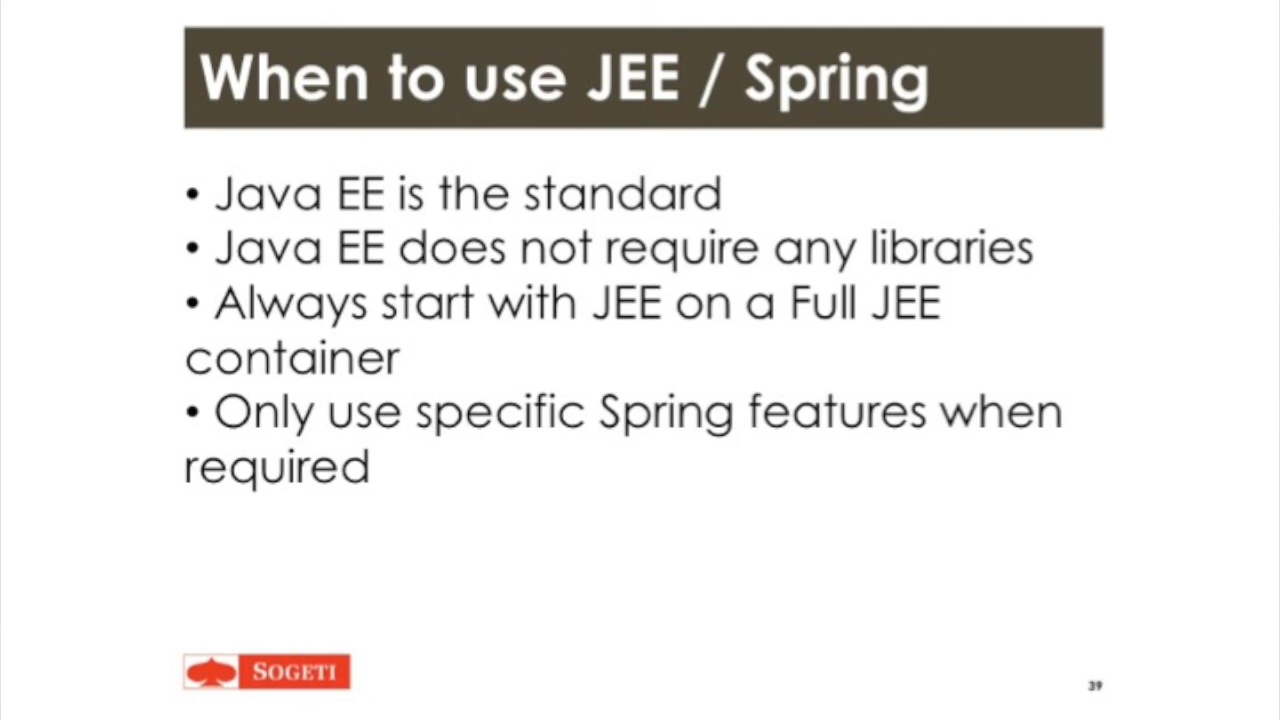 When to use JEE / Spring
• Java EE is the standard
• Java EE does not require any libraries
• Always start with JEE on a Full JEE
container
• Only use specific Spring features when
required
SOGETI
39